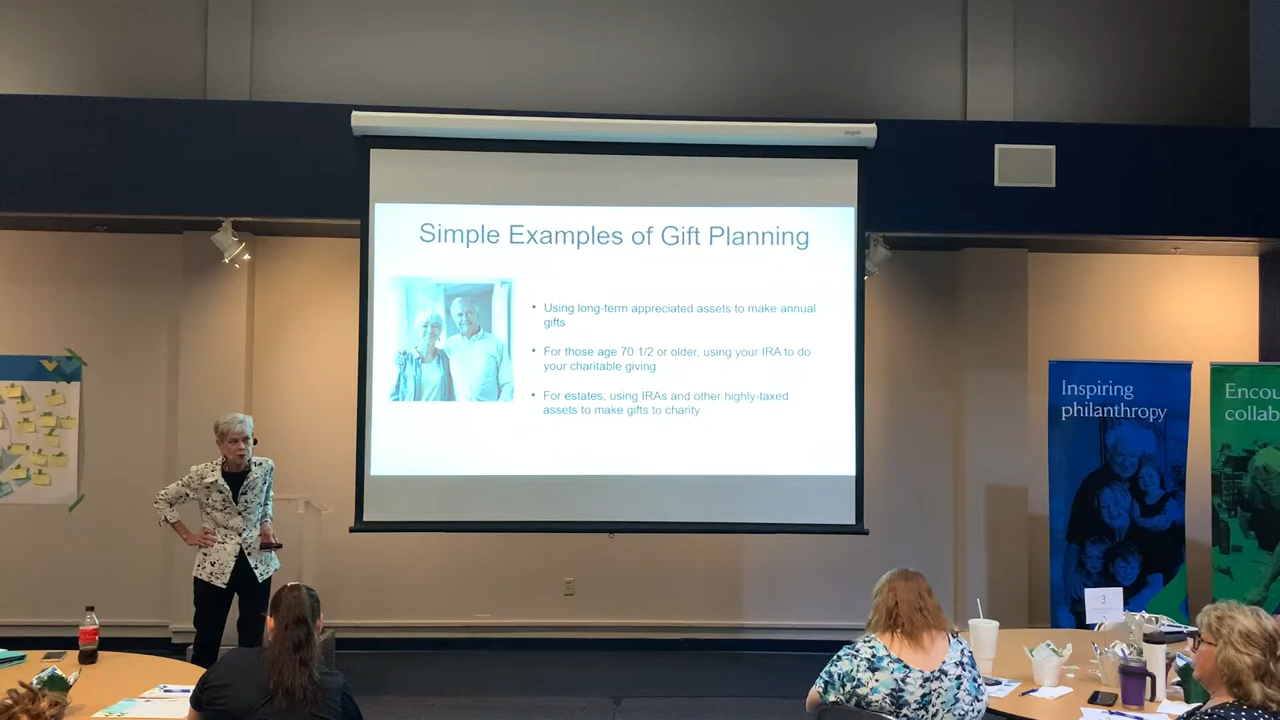 Simple Examples of Gift Planning
• Using long-term appreciated assets to make annual
gifts
• For those age 70 1/2 or older, using your IRA to do
your charitable giving
• For estates, using IRAs and other highly-taxed
assets to make gifts to charity
Inspiring
philanthropy
Encou
collab
3